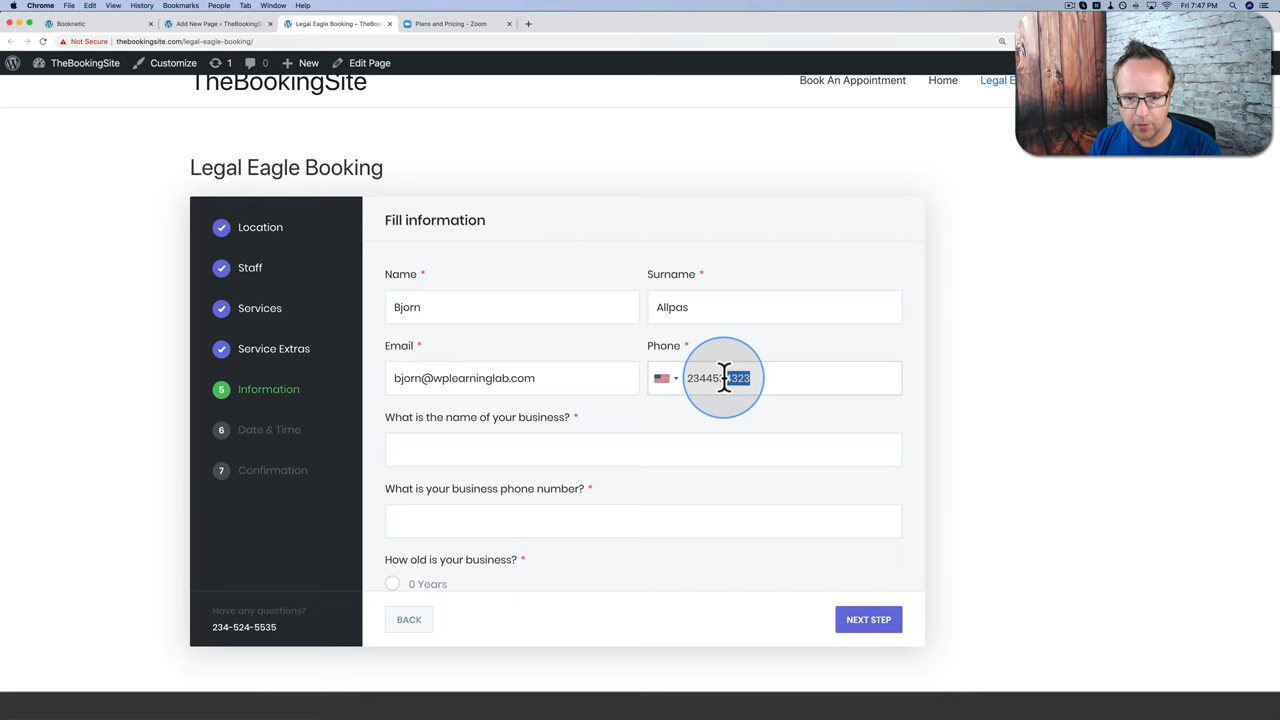 Chrome File Edit View History Bookmarks People Tab Window Help Fri 7:47 PM
Booknetic Add New Page ‹ TheBookingSi Legal Eagle Booking – TheBoo Plans and Pricing - Zoom
Not Secure thebookingsite.com/legal-eagle-booking/
TheBookingSite Customize 1 0 New Edit Page
TheBookingSite Book An Appointment Home Legal E
Legal Eagle Booking
Location
Staff
Services
Service Extras
5 Information
6 Date & Time
7 Confirmation
Have any questions?
234-524-5535
Fill information
Name * Surname *
Bjorn Allpas
Email * Phone *
bjorn@wplearninglab.com
What is the name of your business? *
What is your business phone number? *
How old is your business? *
0 Years
BACK NEXT STEP